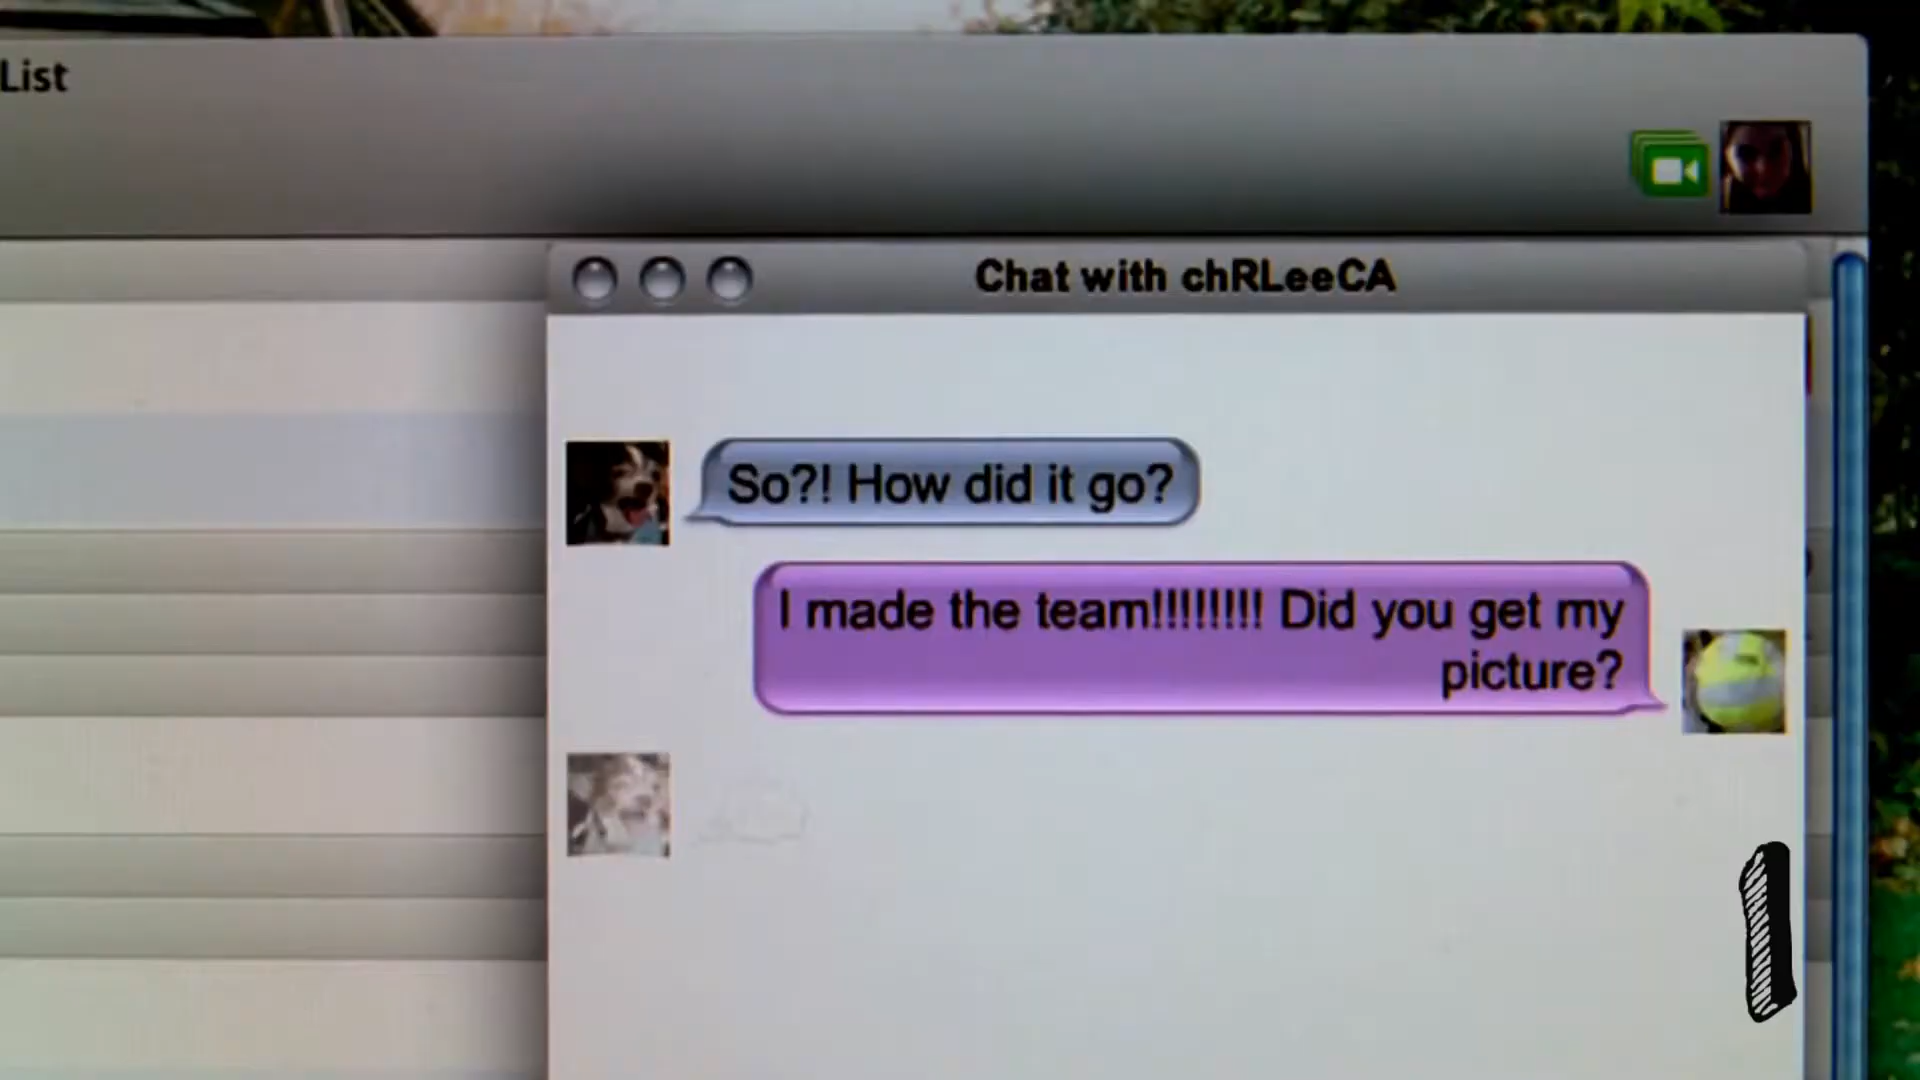 List
Chat with chRLeeCA
So?! How did it go?
I made the team!!!!!!!! Did you get my
picture?